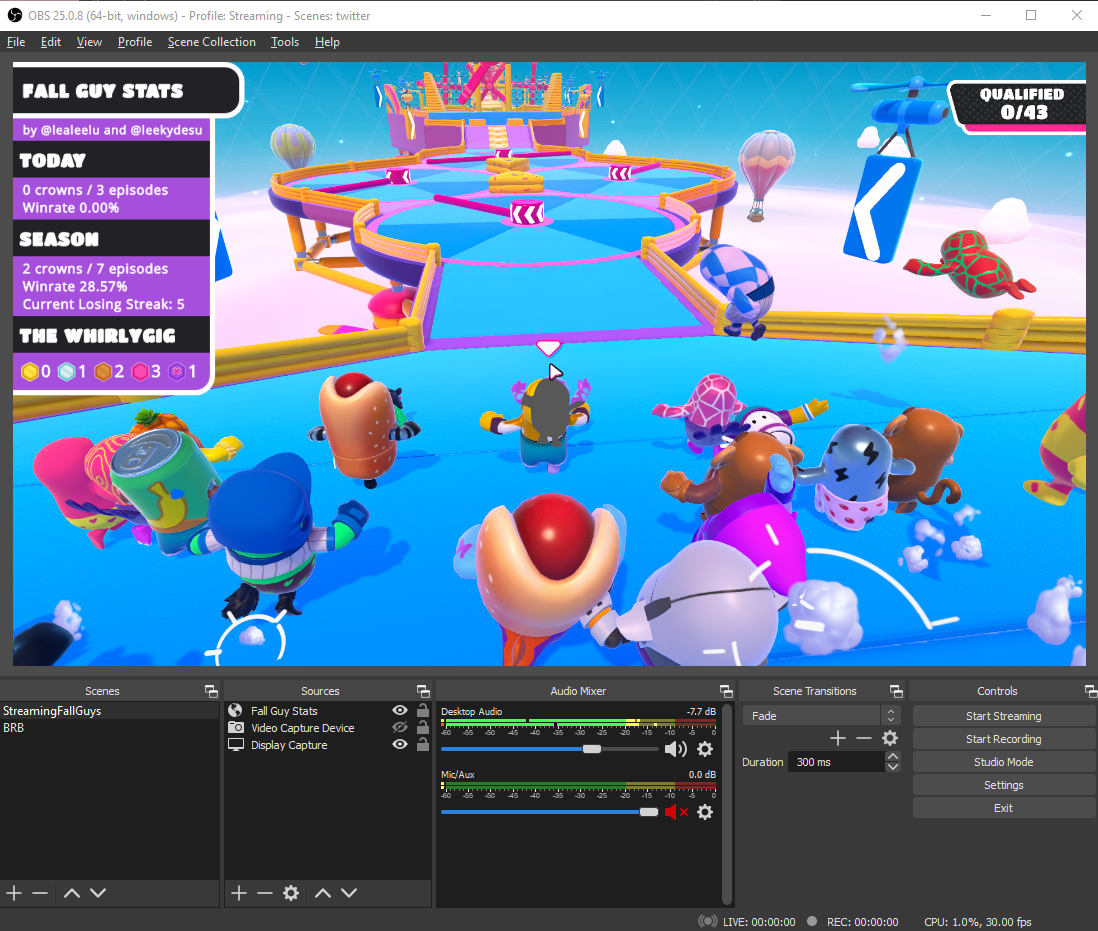 OBS 25.0.8 (64-bit, windows) - Profile: Streaming - Scenes: twitter
File Edit View Profile Scene Collection Tools Help
FALL GUY STATS
by @lealeelu and @leekydesu
TODAY
0 crowns / 3 episodes
Winrate 0.00%
SEASON
2 crowns / 7 episodes
Winrate 28.57%
Current Losing Streak: 5
THE WHIRLYGIG
0 1 2 3 1
QUALIFIED
0/43
Scenes
StreamingFallGuys
BRB
Sources
Fall Guy Stats
Video Capture Device
Display Capture
Audio Mixer
Desktop Audio -7.7 dB
-60 -55 -50 -45 -40 -35 -30 -25 -20 -15 -10 -5 0
Mic/Aux 0.0 dB
-60 -55 -50 -45 -40 -35 -30 -25 -20 -15 -10 -5 0
Scene Transitions
Fade
Duration 300 ms
Controls
Start Streaming
Start Recording
Studio Mode
Settings
Exit
LIVE: 00:00:00 REC: 00:00:00 CPU: 1.0%, 30.00 fps